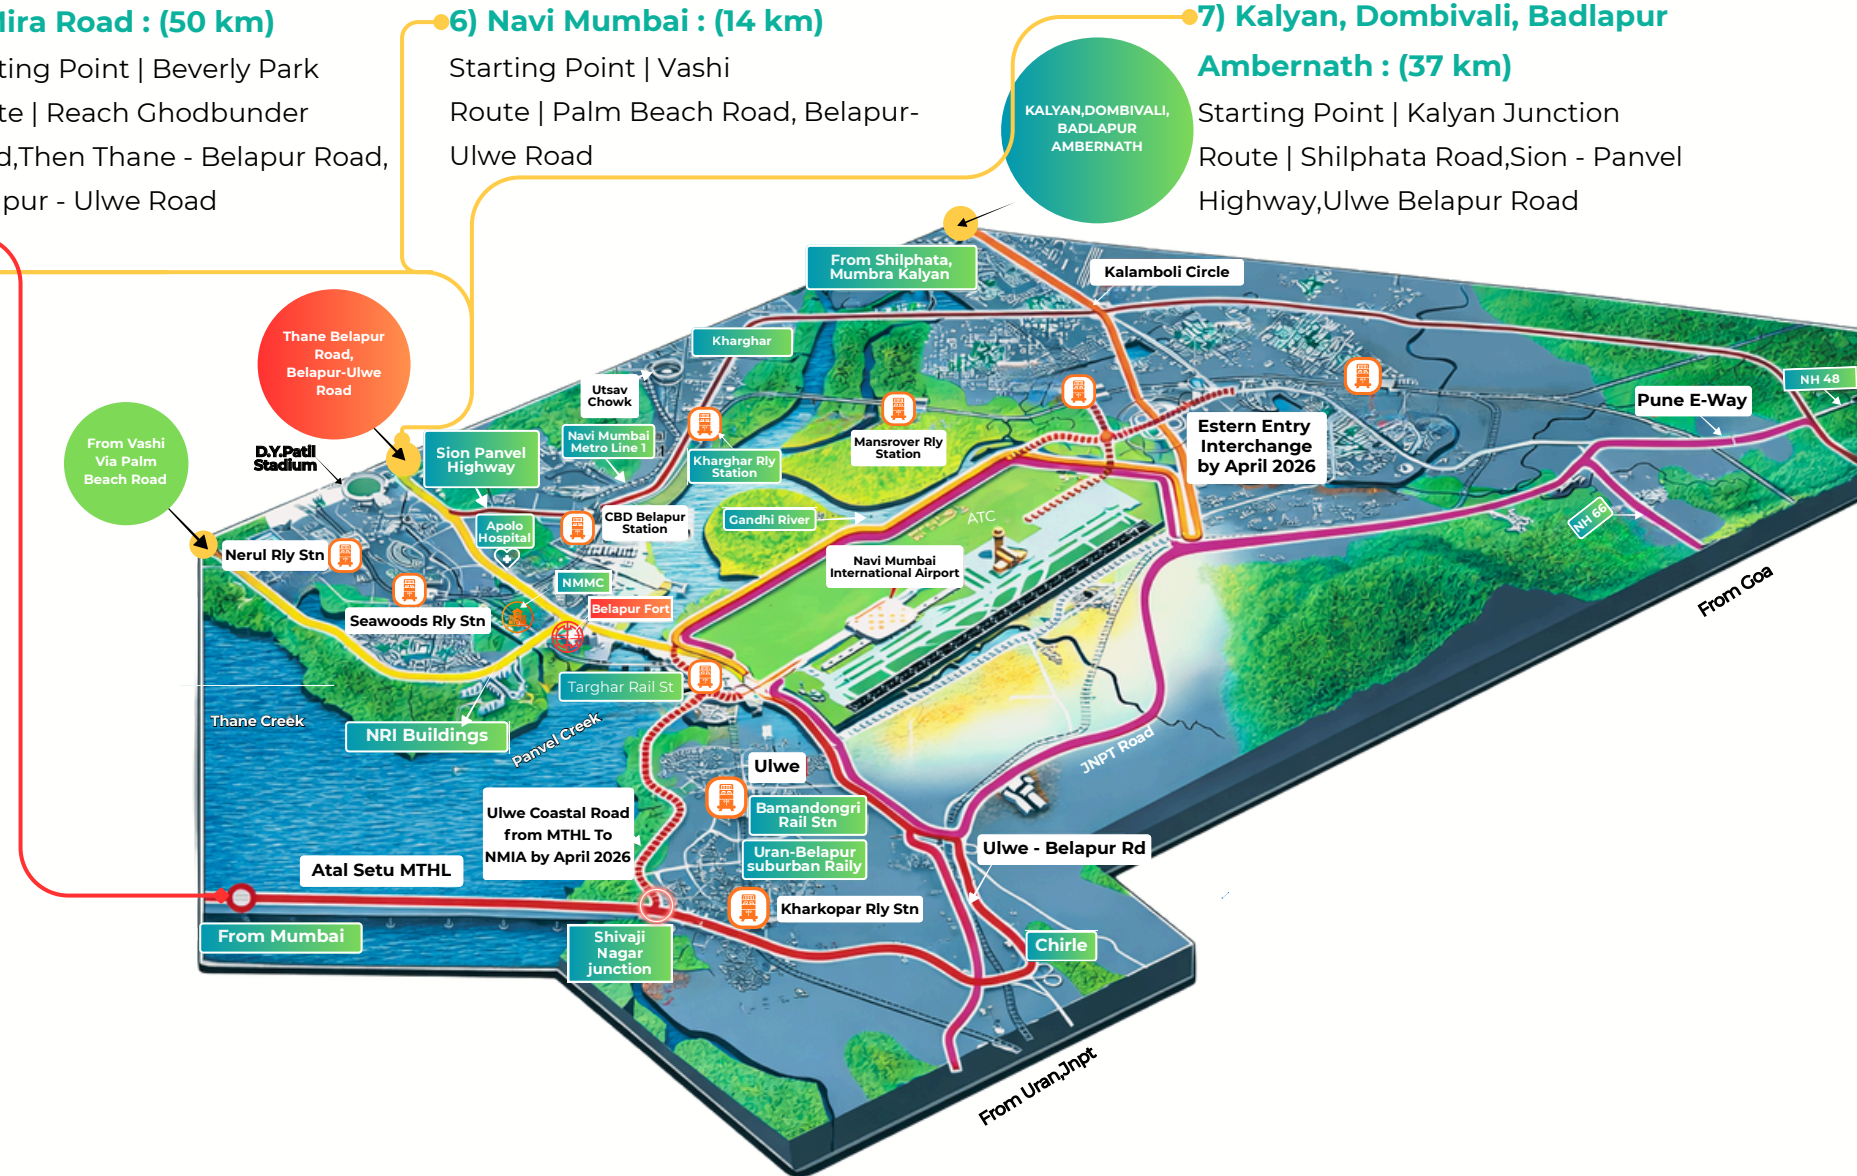 Mira Road : (50 km)
ting Point | Beverly Park
te | Reach Ghodbunder
d,Then Thane - Belapur Road,
pur - Ulwe Road
6) Navi Mumbai : (14 km)
Starting Point | Vashi
Route | Palm Beach Road, Belapur-
Ulwe Road
7) Kalyan, Dombivali, Badlapur
Ambernath : (37 km)
Starting Point | Kalyan Junction
Route | Shilphata Road,Sion - Panvel
Highway,Ulwe Belapur Road
KALYAN,DOMBIVALI,
BADLAPUR
AMBERNATH
From Shilphata,
Mumbra Kalyan
Kalamboli Circle
Thane Belapur
Road,
Belapur-Ulwe
Road
Kharghar
Utsav
Chowk
NH 48
Pune E-Way
From Vashi
Via Palm
Beach Road
D.Y.Patil
Stadium
Sion Panvel
Highway
Navi Mumbai
Metro Line 1
Kharghar Rly
Station
Mansrover Rly
Station
Estern Entry
Interchange
by April 2026
Apolo
Hospital
CBD Belapur
Station
Gandhi River
ATC
NH 66
Nerul Rly Stn
Navi Mumbai
International Airport
NMMC
Belapur Fort
Seawoods Rly Stn
From Goa
Targhar Rail St
Thane Creek
NRI Buildings
Panvel Creek
JNPT Road
Ulwe
Ulwe Coastal Road
from MTHL To
NMIA by April 2026
Bamandongri
Rail Stn
Uran-Belapur
suburban Raily
Ulwe - Belapur Rd
Atal Setu MTHL
Kharkopar Rly Stn
From Mumbai
Shivaji
Nagar
junction
Chirle
From Uran,Jnpt